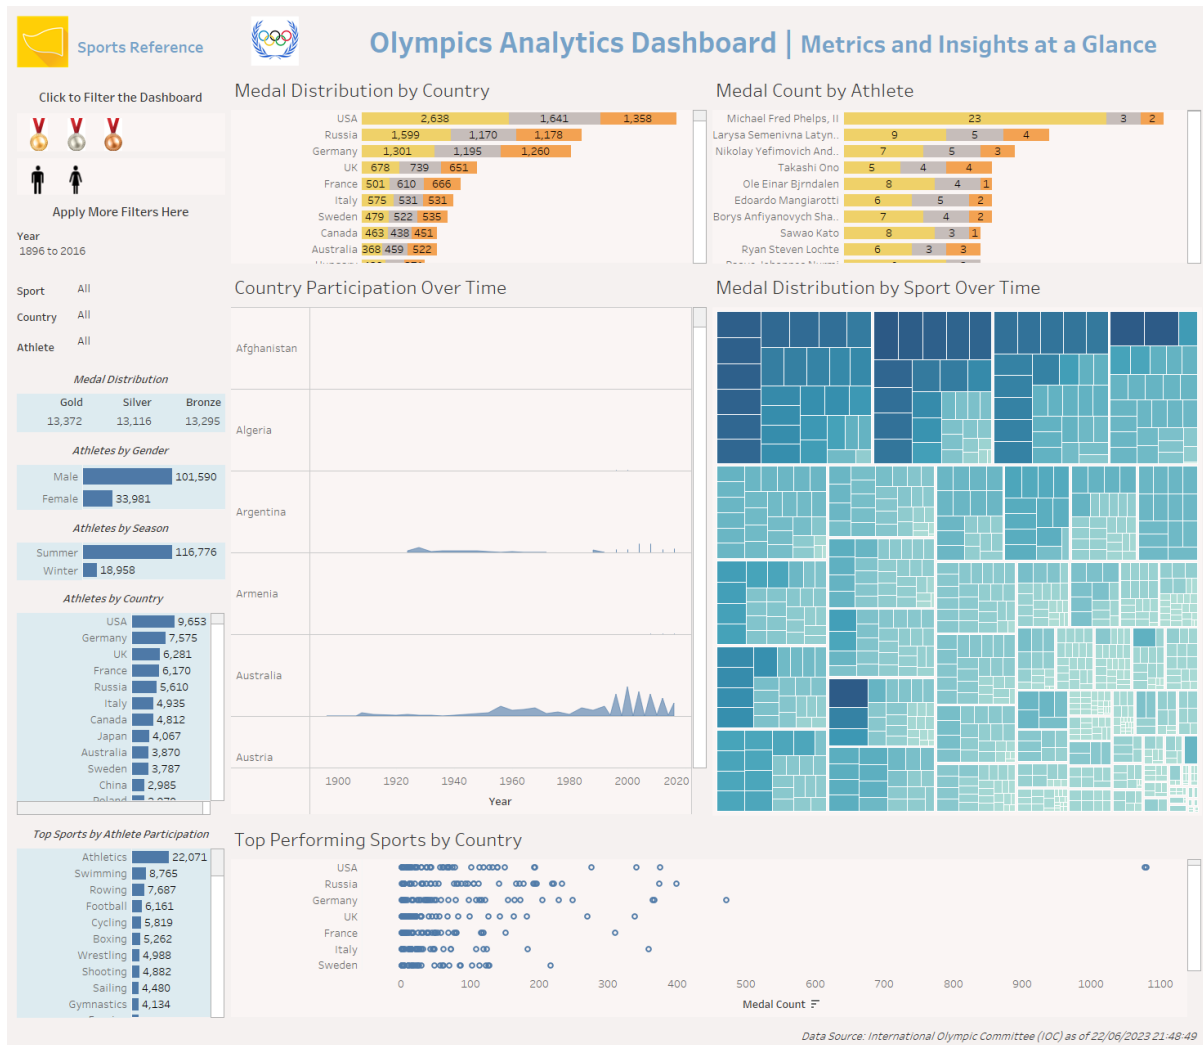 Sports Reference
Olympics Analytics Dashboard | Metrics and Insights at a Glance
Click to Filter the Dashboard
Apply More Filters Here
Year
1896 to 2016
Sport All
Country All
Athlete All
Medal Distribution
Gold Silver Bronze
13,372 13,116 13,295
Athletes by Gender
Male 101,590
Female 33,981
Athletes by Season
Summer 116,776
Winter 18,958
Athletes by Country
USA 9,653
Germany 7,575
UK 6,281
France 6,170
Russia 5,610
Italy 4,935
Canada 4,812
Japan 4,067
Australia 3,870
Sweden 3,787
China 2,985
Top Sports by Athlete Participation
Athletics 22,071
Swimming 8,765
Rowing 7,687
Football 6,161
Cycling 5,819
Boxing 5,262
Wrestling 4,988
Shooting 4,882
Sailing 4,480
Gymnastics 4,134
Medal Distribution by Country
USA 2,638 1,641 1,358
Russia 1,599 1,170 1,178
Germany 1,301 1,195 1,260
UK 678 739 651
France 501 610 666
Italy 575 531 531
Sweden 479 522 535
Canada 463 438 451
Australia 368 459 522
Medal Count by Athlete
Michael Fred Phelps, II 23 3 2
Larysa Semenivna Latyn.. 9 5 4
Nikolay Yefimovich And.. 7 5 3
Takashi Ono 5 4 4
Ole Einar Bjrndalen 8 4 1
Edoardo Mangiarotti 6 5 2
Borys Anfiyanovych Sha.. 7 4 2
Sawao Kato 8 3 1
Ryan Steven Lochte 6 3 3
Country Participation Over Time
Afghanistan
Algeria
Argentina
Armenia
Australia
Austria
1900 1920 1940 1960 1980 2000 2020
Year
Medal Distribution by Sport Over Time
Top Performing Sports by Country
USA
Russia
Germany
UK
France
Italy
Sweden
0 100 200 300 400 500 600 700 800 900 1000 1100
Medal Count
Data Source: International Olympic Committee (IOC) as of 22/06/2023 21:48:49